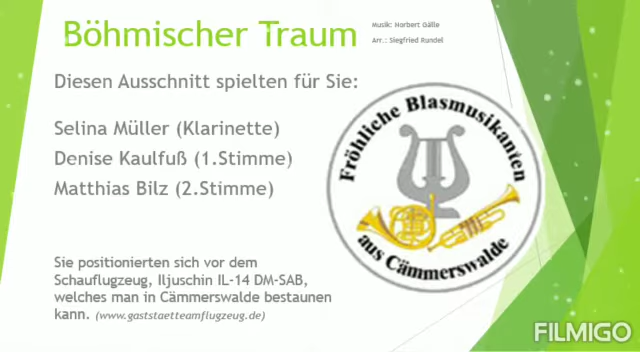 Böhmischer Traum
Musik: Norbert Gälle
Arr.: Siegfried Rundel
Diesen Ausschnitt spielten für Sie:
Selina Müller (Klarinette)
Denise Kaulfuß (1.Stimme)
Matthias Bilz (2.Stimme)
Fröhliche Blasmusikanten
aus Cämmerswalde
Sie positionierten sich vor dem
Schauflugzeug, Iljuschin IL-14 DM-SAB,
welches man in Cämmerswalde bestaunen
kann. (www.gaststaetteamflugzeug.de)
FILMIGO